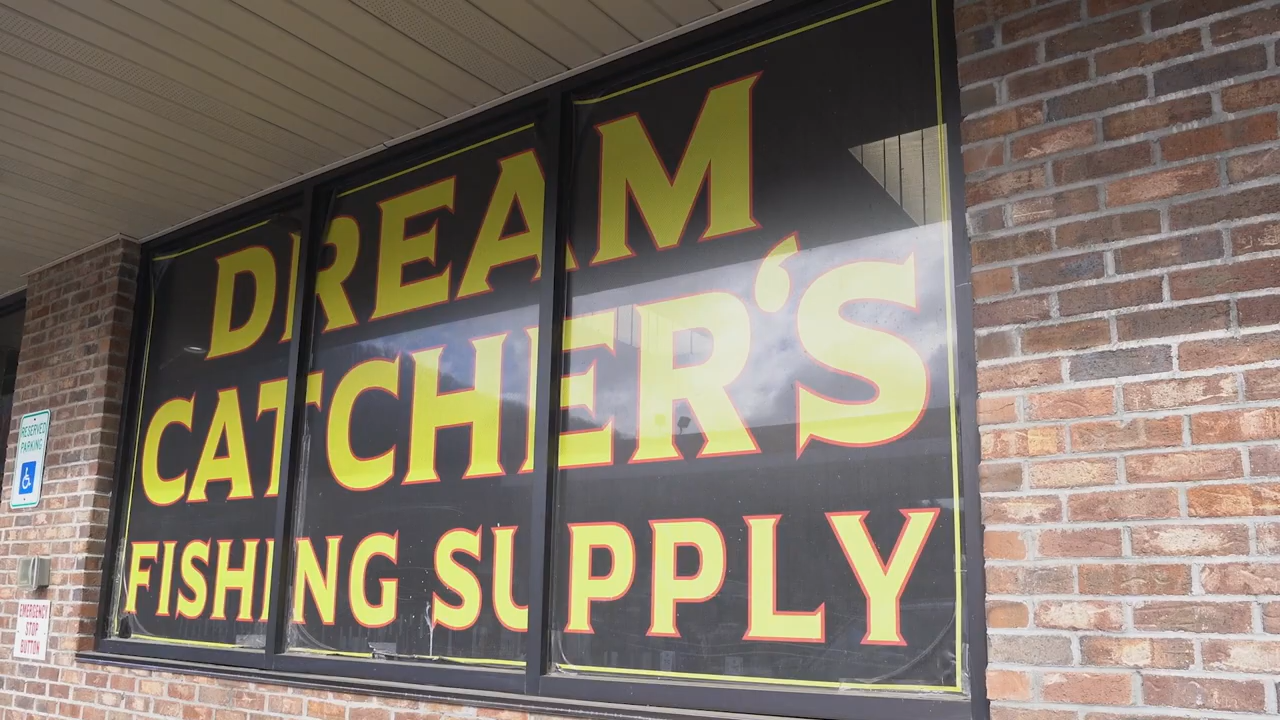 DREAM
CATCHER'S
FISHING SUPPLY
RESERVED
PARKING
EMERGENCY
STOP
BUTTON